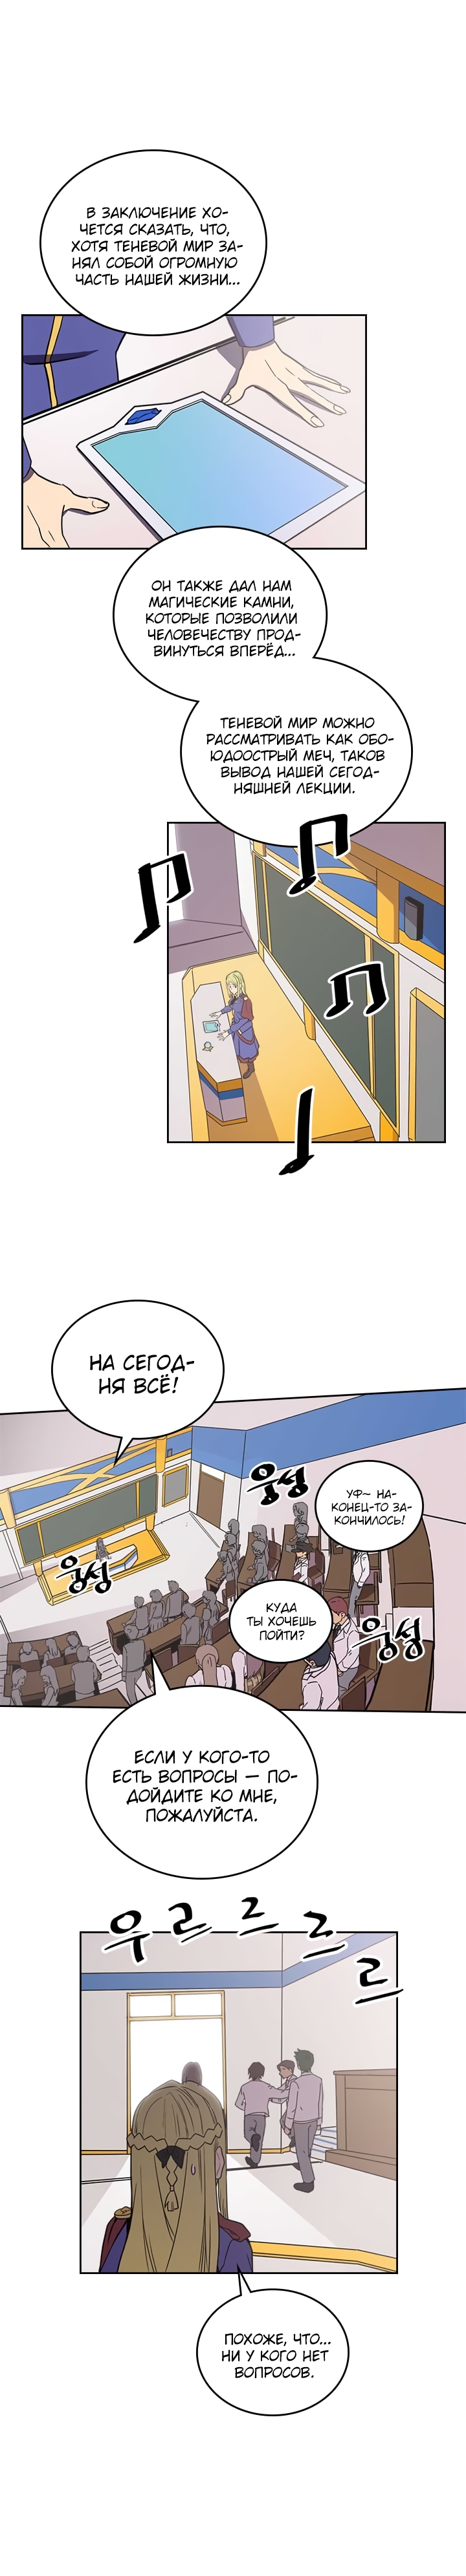 В ЗАКЛЮЧЕНИЕ ХО-
ЧЕТСЯ СКАЗАТЬ, ЧТО,
ХОТЯ ТЕНЕВОЙ МИР ЗА-
НЯЛ СОБОЙ ОГРОМНУЮ
ЧАСТЬ НАШЕЙ ЖИЗНИ...
ОН ТАКЖЕ ДАЛ НАМ
МАГИЧЕСКИЕ КАМНИ,
КОТОРЫЕ ПОЗВОЛИЛИ
ЧЕЛОВЕЧЕСТВУ ПРОД-
ВИНУТЬСЯ ВПЕРЁД...
ТЕНЕВОЙ МИР МОЖНО
РАССМАТРИВАТЬ КАК ОБО-
ЮДООСТРЫЙ МЕЧ, ТАКОВ
ВЫВОД НАШЕЙ СЕГОД-
НЯШНЕЙ ЛЕКЦИИ.
НА СЕГОД-
НЯ ВСЁ!
웅성
УФ~ НА-
КОНЕЦ-ТО ЗА-
КОНЧИЛОСЬ!
웅성
КУДА
ТЫ ХОЧЕШЬ
ПОЙТИ?
웅성
ЕСЛИ У КОГО-ТО
ЕСТЬ ВОПРОСЫ — ПО-
ДОЙДИТЕ КО МНЕ,
ПОЖАЛУЙСТА.
우르르르르
ПОХОЖЕ, ЧТО...
НИ У КОГО НЕТ
ВОПРОСОВ.